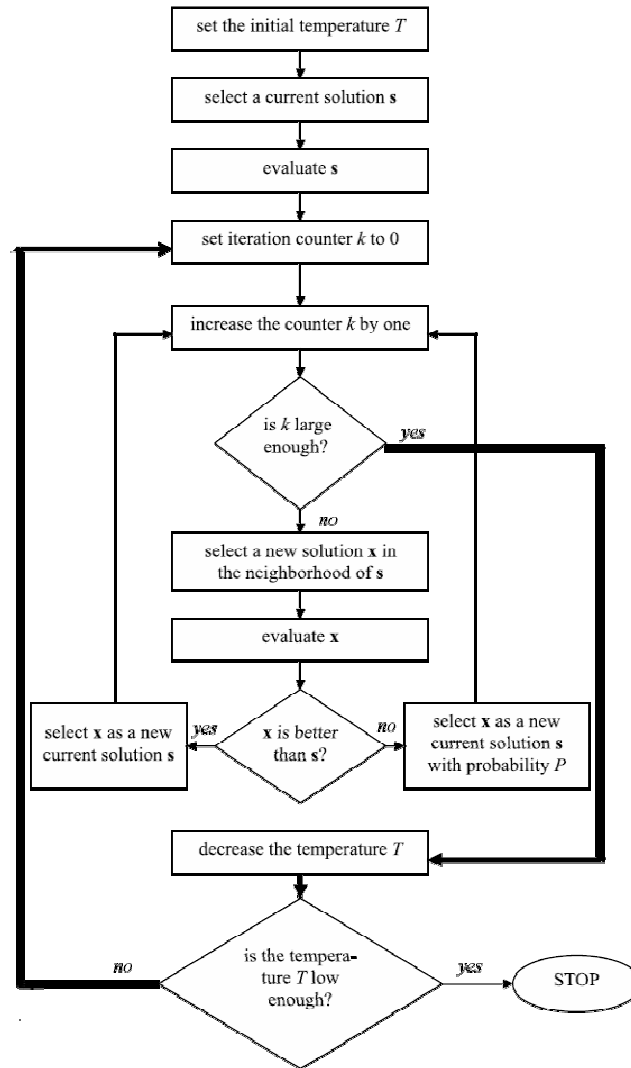 set the initial temperature T
select a current solution s
evaluate s
set iteration counter k to 0
increase the counter k by one
is k large
enough?
yes
no
select a new solution x in
the neighborhood of s
evaluate x
select x as a new
current solution s
yes
x is better
than s?
no
select x as a new
current solution s
with probability P
decrease the temperature T
no
is the tempera-
ture T low
enough?
yes
STOP